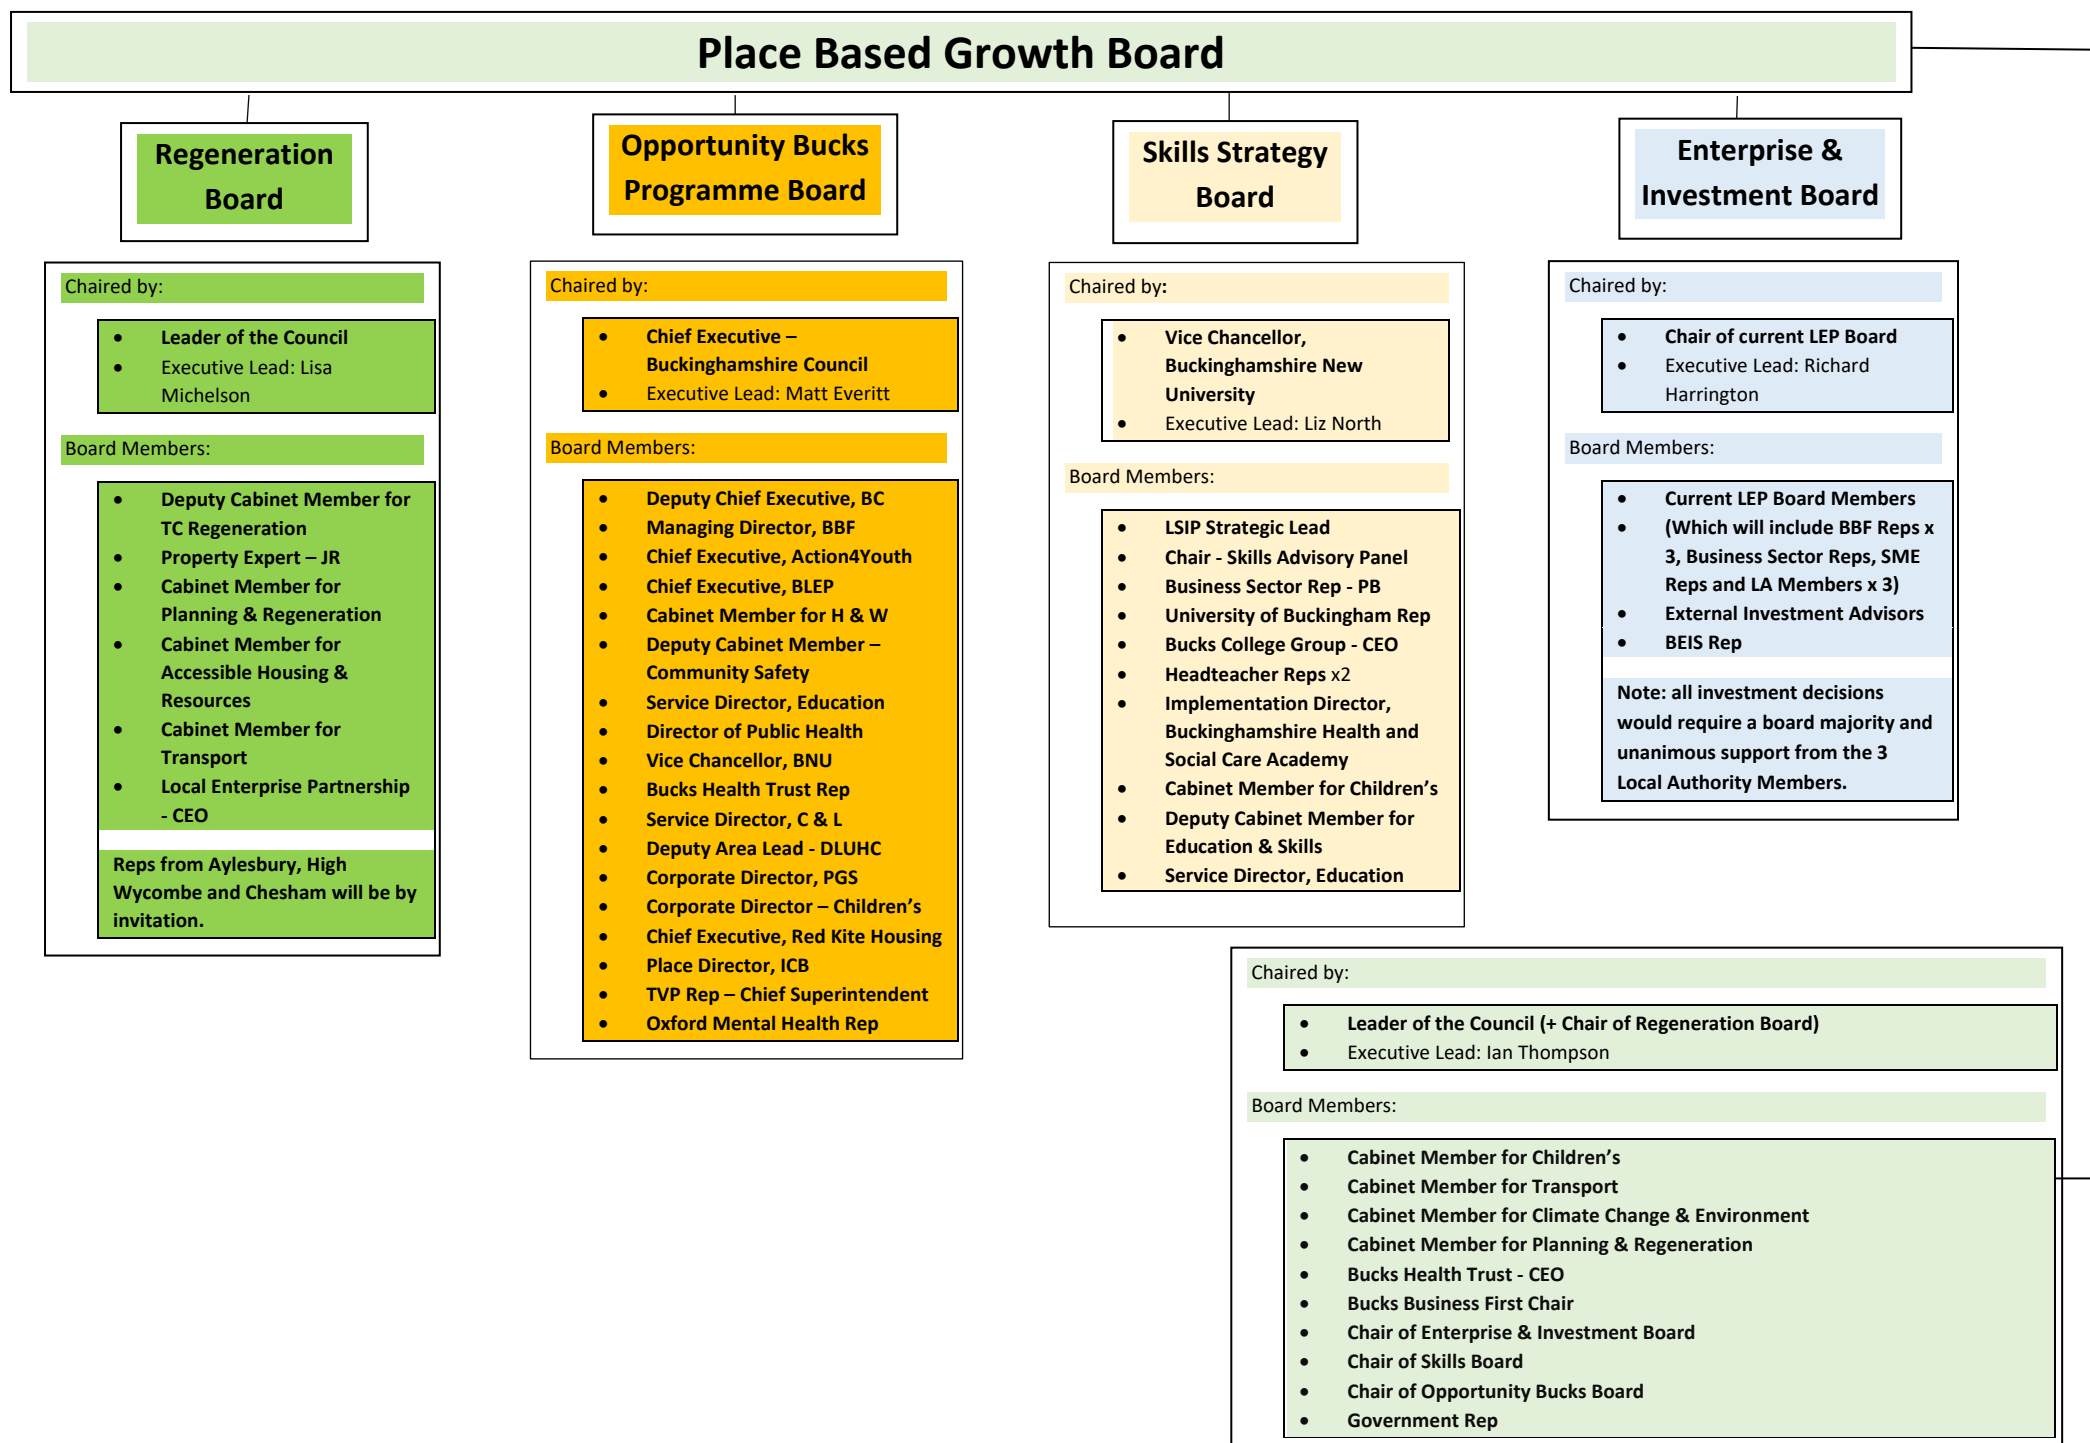 Place Based Growth Board
Regeneration
Board
Chaired by:
• Leader of the Council
• Executive Lead: Lisa
Michelson
Board Members:
• Deputy Cabinet Member for
TC Regeneration
• Property Expert – JR
• Cabinet Member for
Planning & Regeneration
• Cabinet Member for
Accessible Housing &
Resources
• Cabinet Member for
Transport
• Local Enterprise Partnership
- CEO
Reps from Aylesbury, High
Wycombe and Chesham will be by
invitation.
Opportunity Bucks
Programme Board
Chaired by:
• Chief Executive –
Buckinghamshire Council
• Executive Lead: Matt Everitt
Board Members:
• Deputy Chief Executive, BC
• Managing Director, BBF
• Chief Executive, Action4Youth
• Chief Executive, BLEP
• Cabinet Member for H & W
• Deputy Cabinet Member –
Community Safety
• Service Director, Education
• Director of Public Health
• Vice Chancellor, BNU
• Bucks Health Trust Rep
• Service Director, C & L
• Deputy Area Lead - DLUHC
• Corporate Director, PGS
• Corporate Director – Children’s
• Chief Executive, Red Kite Housing
• Place Director, ICB
• TVP Rep – Chief Superintendent
• Oxford Mental Health Rep
Skills Strategy
Board
Chaired by:
• Vice Chancellor,
Buckinghamshire New
University
• Executive Lead: Liz North
Board Members:
• LSIP Strategic Lead
• Chair - Skills Advisory Panel
• Business Sector Rep - PB
• University of Buckingham Rep
• Bucks College Group - CEO
• Headteacher Reps x2
• Implementation Director,
Buckinghamshire Health and
Social Care Academy
• Cabinet Member for Children’s
• Deputy Cabinet Member for
Education & Skills
• Service Director, Education
Enterprise &
Investment Board
Chaired by:
• Chair of current LEP Board
• Executive Lead: Richard
Harrington
Board Members:
• Current LEP Board Members
• (Which will include BBF Reps x
3, Business Sector Reps, SME
Reps and LA Members x 3)
• External Investment Advisors
• BEIS Rep
Note: all investment decisions
would require a board majority and
unanimous support from the 3
Local Authority Members.
Chaired by:
• Leader of the Council (+ Chair of Regeneration Board)
• Executive Lead: Ian Thompson
Board Members:
• Cabinet Member for Children’s
• Cabinet Member for Transport
• Cabinet Member for Climate Change & Environment
• Cabinet Member for Planning & Regeneration
• Bucks Health Trust - CEO
• Bucks Business First Chair
• Chair of Enterprise & Investment Board
• Chair of Skills Board
• Chair of Opportunity Bucks Board
• Government Rep